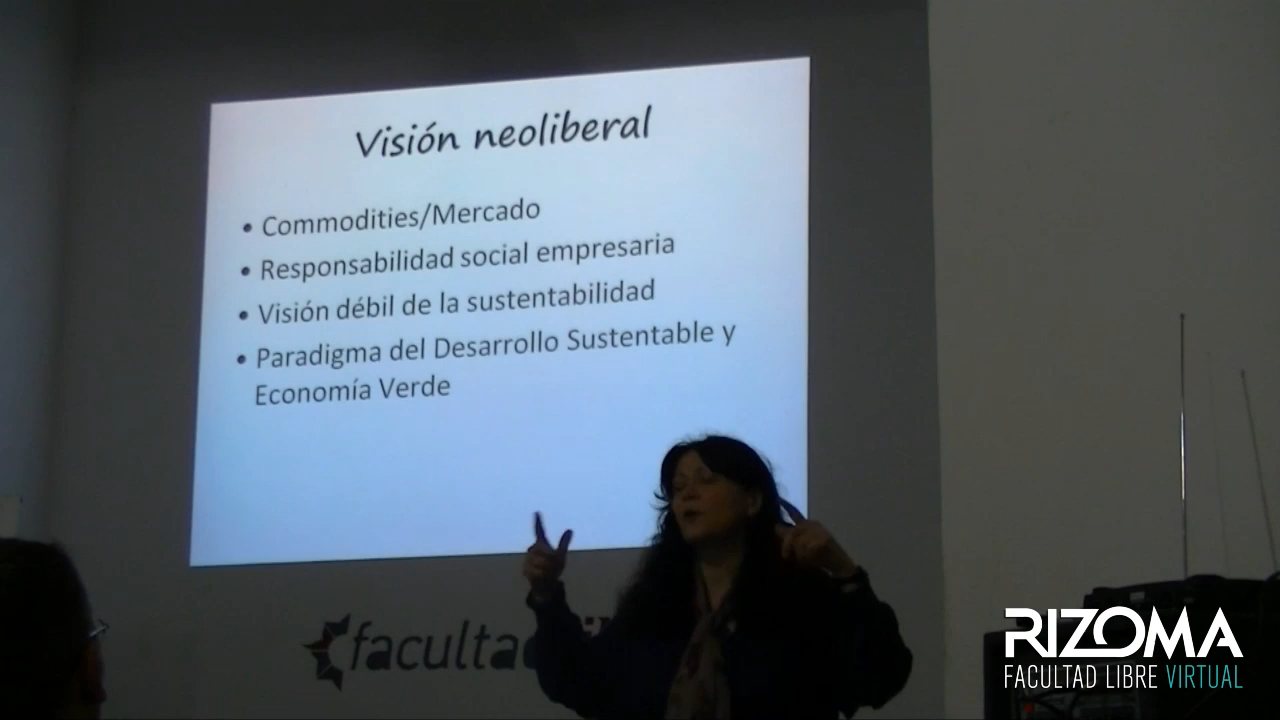 Visión neoliberal
• Commodities/Mercado
• Responsabilidad social empresaria
• Visión débil de la sustentabilidad
• Paradigma del Desarrollo Sustentable y
Economía Verde
facultad
RIZOMA
FACULTAD LIBRE VIRTUAL